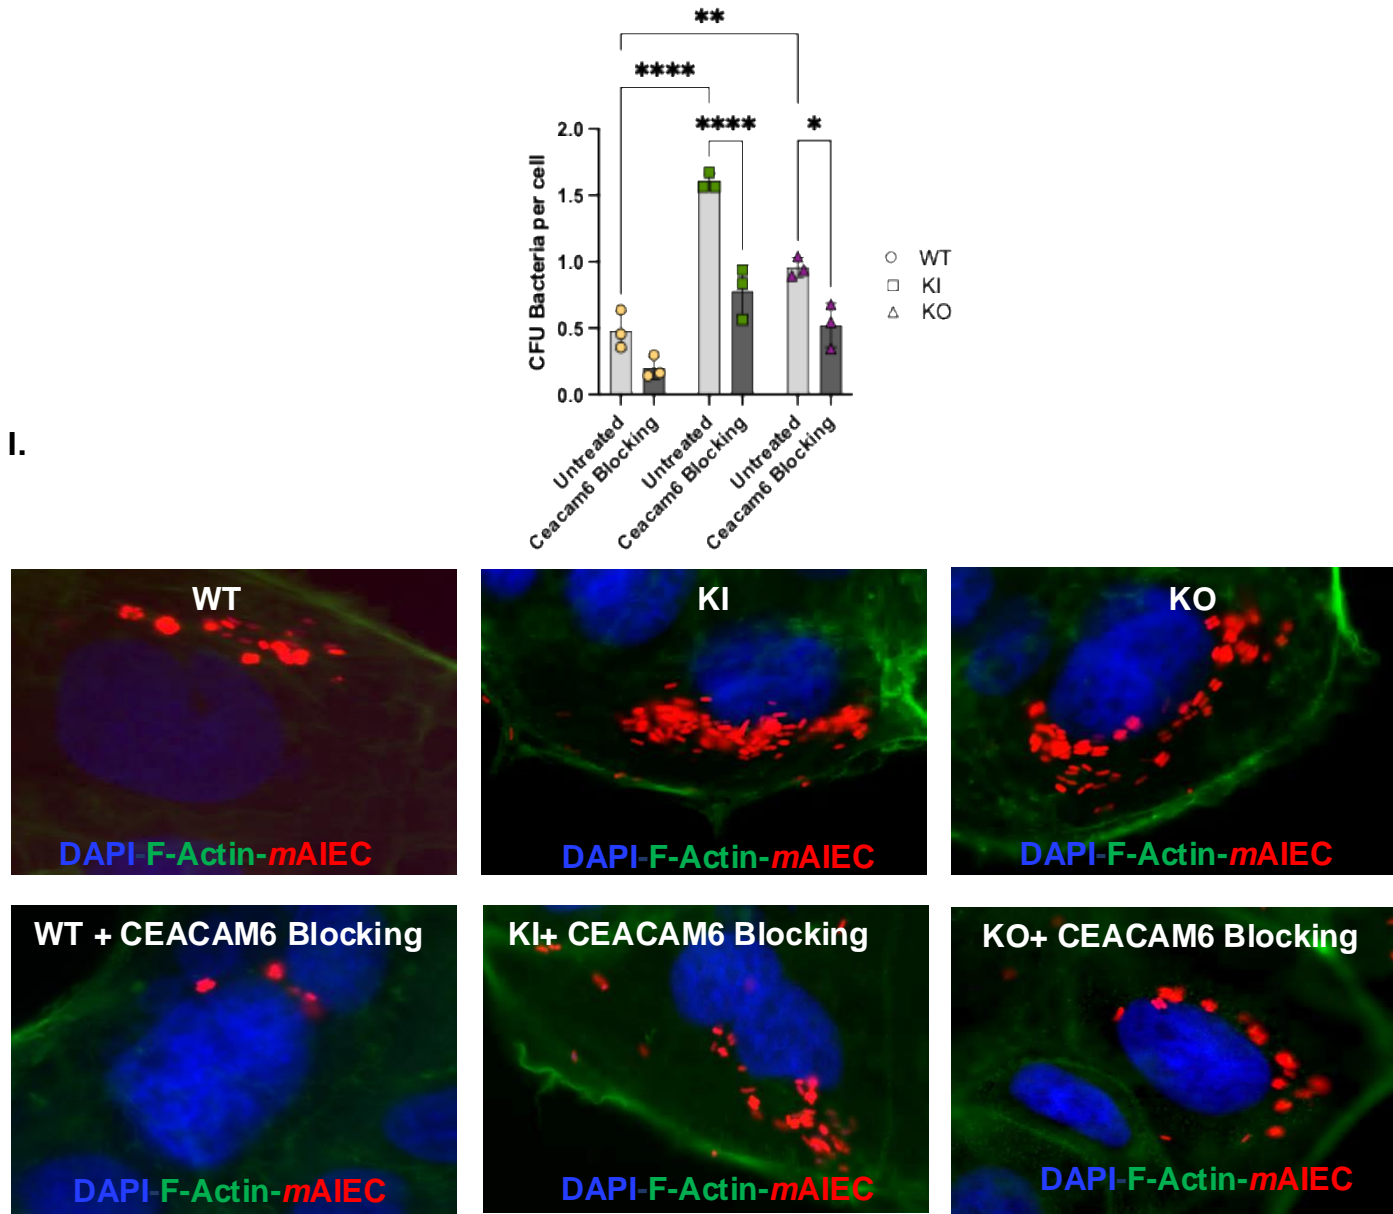 **
****
**** *
2.0
1.5
1.0
0.5
0.0
CFU Bacteria per cell
WT
KI
KO
Untreated
Ceacam6 Blocking
Untreated
Ceacam6 Blocking
Untreated
Ceacam6 Blocking
I.
WT
KI
KO
DAPI-F-Actin-mAIEC
DAPI-F-Actin-mAIEC
DAPI-F-Actin-mAIEC
WT + CEACAM6 Blocking
KI+ CEACAM6 Blocking
KO+ CEACAM6 Blocking
DAPI-F-Actin-mAIEC
DAPI-F-Actin-mAIEC
DAPI-F-Actin-mAIEC